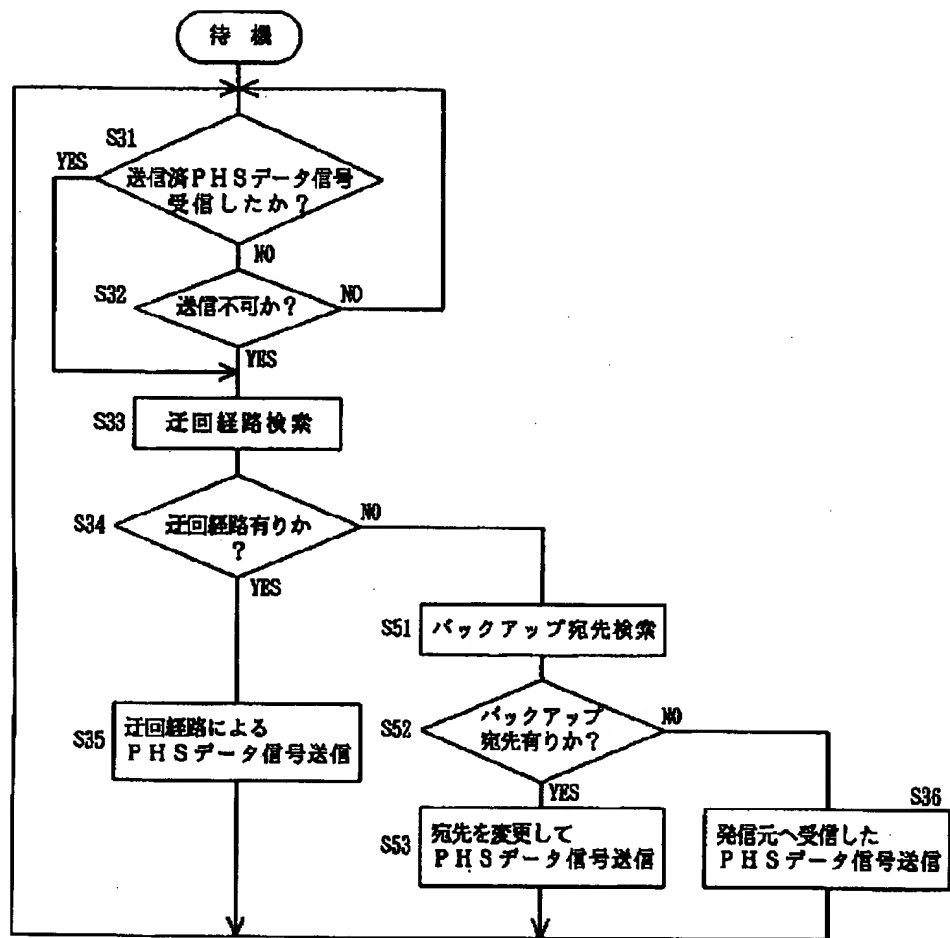 待 機
S31
YES
送信済PHSデータ信号
受信したか?
NO
S32
送信不可か?
NO
YES
S33
迂回経路検索
S34
迂回経路有りか
?
NO
YES
S51
バックアップ宛先検索
S52
バックアップ
宛先有りか?
NO
YES
S35
迂回経路による
PHSデータ信号送信
S53
宛先を変更して
PHSデータ信号送信
S36
発信元へ受信した
PHSデータ信号送信